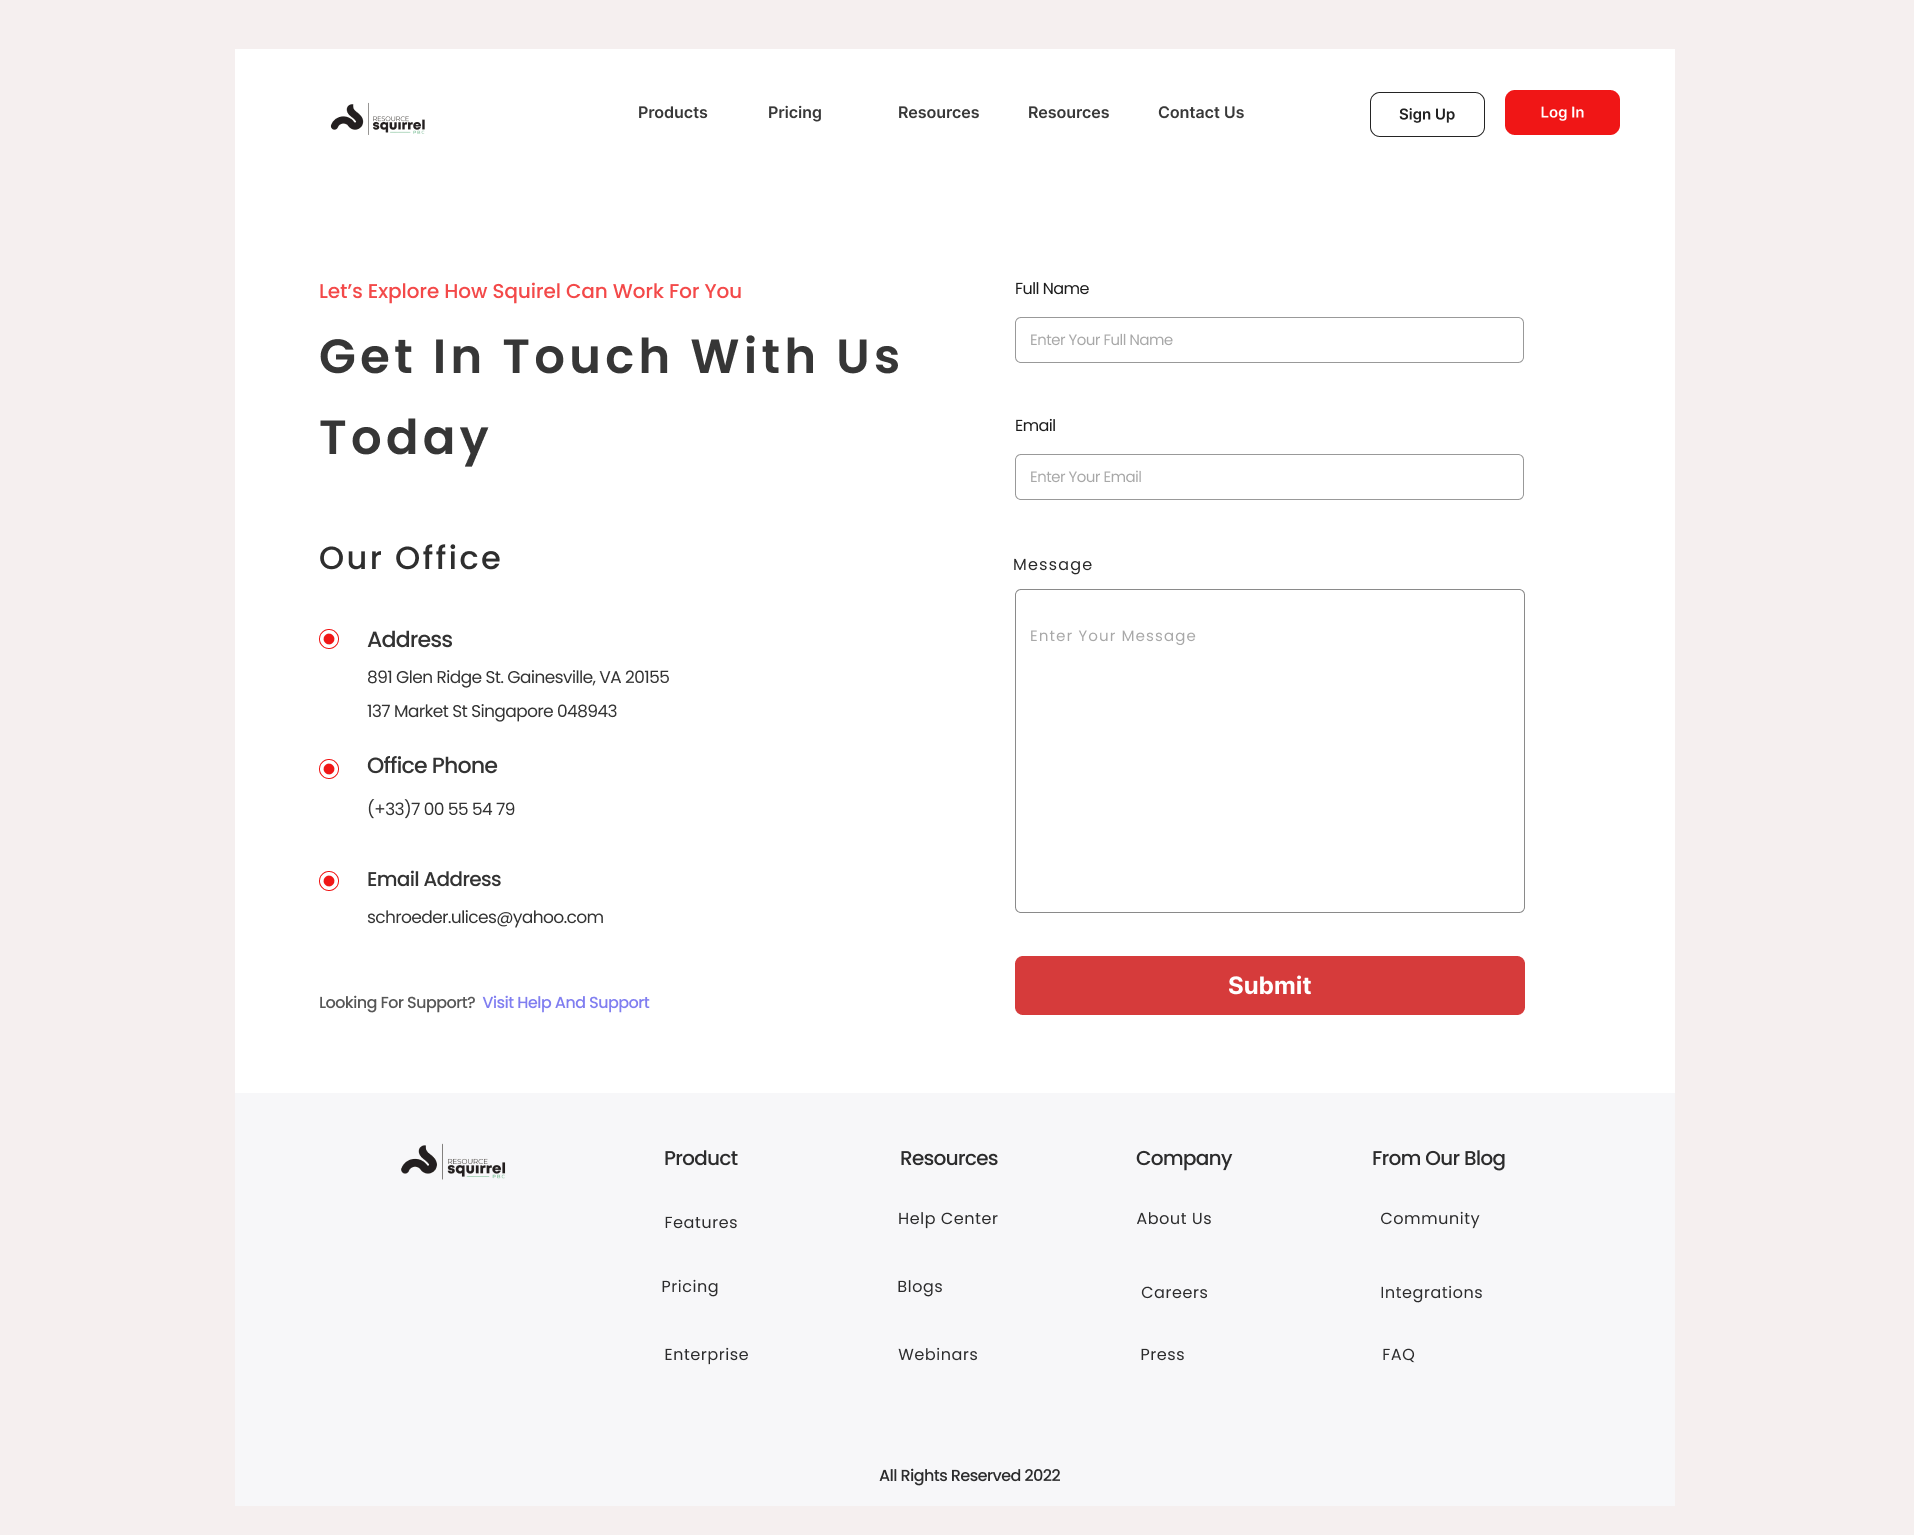 RESOURCE
squirrel
Products Pricing Resources Resources Contact Us Sign Up Log In
Let’s Explore How Squirel Can Work For You
Get In Touch With Us
Today
Our Office
Address
891 Glen Ridge St. Gainesville, VA 20155
137 Market St Singapore 048943
Office Phone
(+33)7 00 55 54 79
Email Address
schroeder.ulices@yahoo.com
Looking For Support? Visit Help And Support
Full Name
Enter Your Full Name
Email
Enter Your Email
Message
Enter Your Message
Submit
RESOURCE
squirrel
Product Resources Company From Our Blog
Features Help Center About Us Community
Pricing Blogs Careers Integrations
Enterprise Webinars Press FAQ
All Rights Reserved 2022